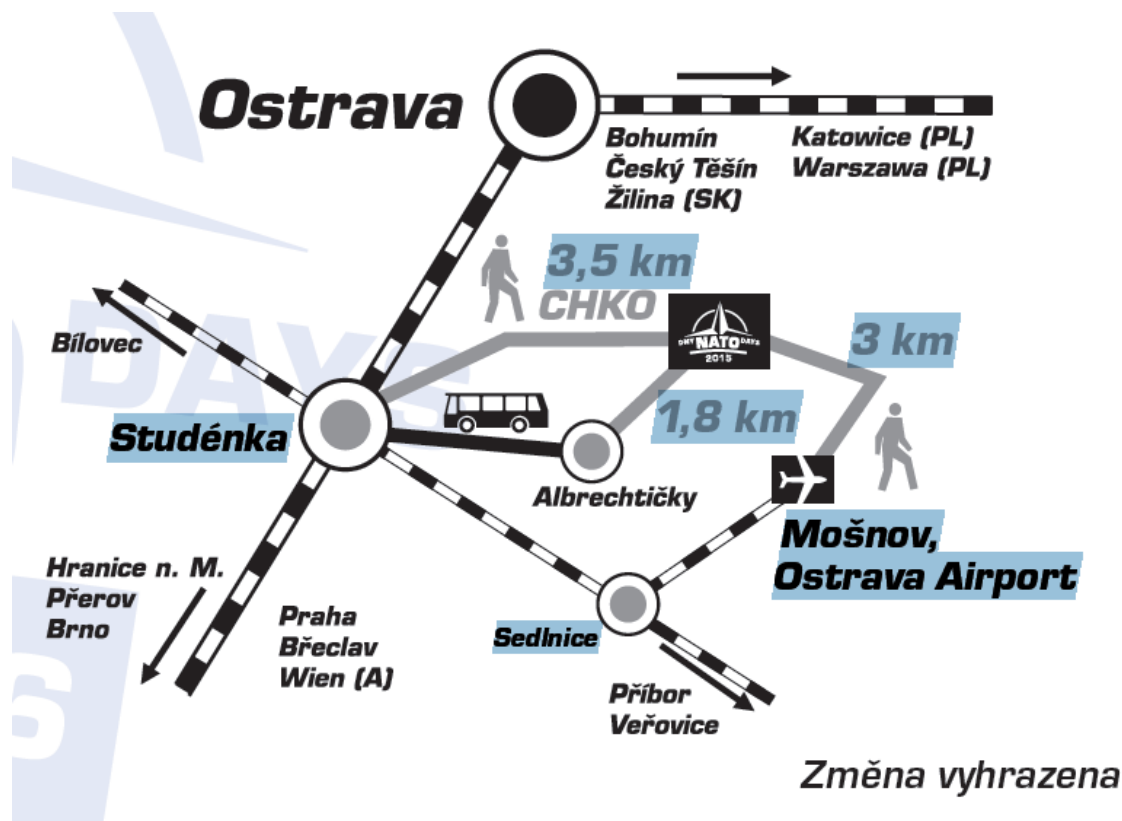 Ostrava
Bohumín
Český Těšín
Žilina (SK)
Katowice (PL)
Warszawa (PL)
3,5 km
CHKO
DNY NATO DAYS
2015
3 km
Bílovec
DAYS
Studénka
1,8 km
Albrechtičky
Mošnov,
Ostrava Airport
Hranice n. M.
Přerov
Brno
Praha
Břeclav
Wien (A)
Sedlnice
Příbor
Veřovice
S
Změna vyhrazena